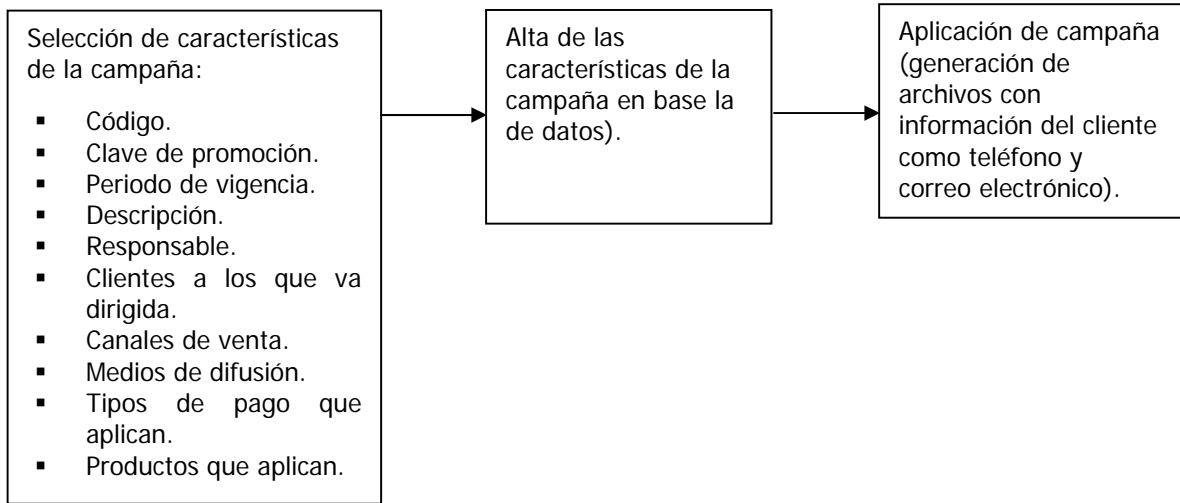 Selección de características
de la campaña:
▪ Código.
▪ Clave de promoción.
▪ Periodo de vigencia.
▪ Descripción.
▪ Responsable.
▪ Clientes a los que va
dirigida.
▪ Canales de venta.
▪ Medios de difusión.
▪ Tipos de pago que
aplican.
▪ Productos que aplican.
Alta de las
características de la
campaña en base la
de datos).
Aplicación de campaña
(generación de
archivos con
información del cliente
como teléfono y
correo electrónico).